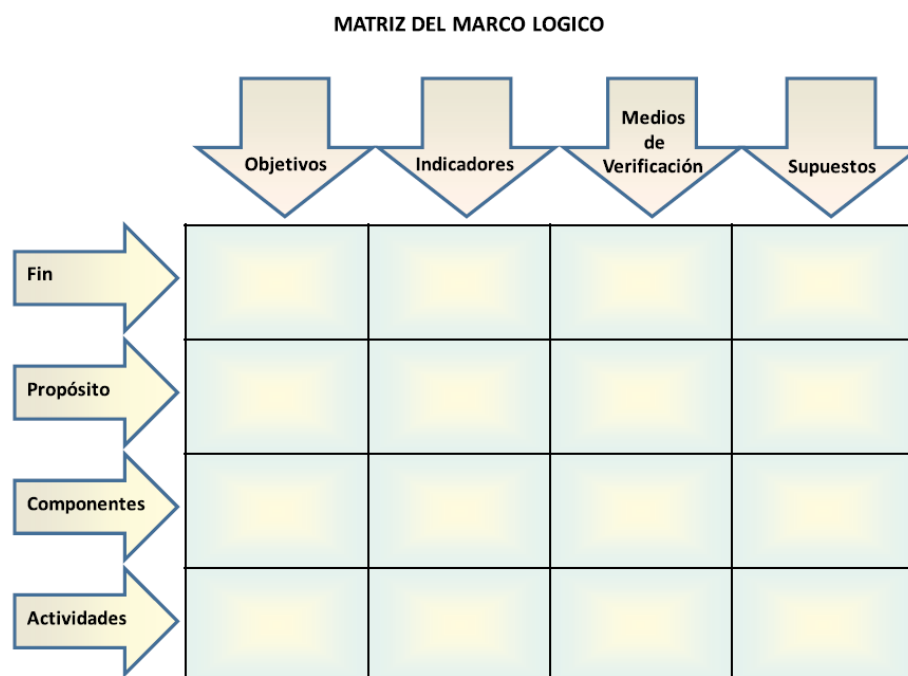 MATRIZ DEL MARCO LOGICO
Objetivos
Indicadores
Medios
de
Verificación
Supuestos
Fin
Propósito
Componentes
Actividades